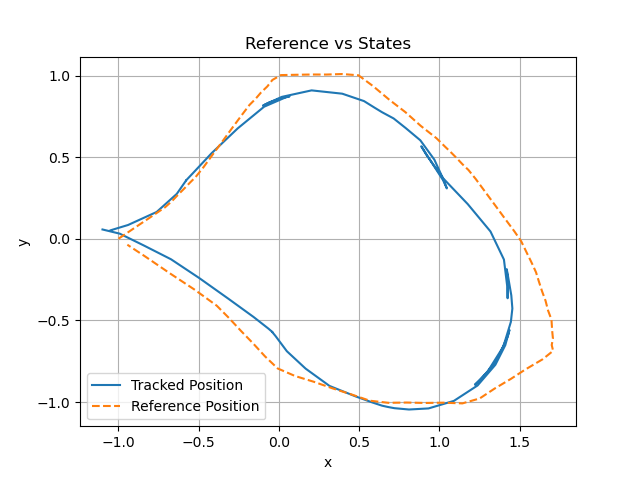 Reference vs States
1.0
0.5
0.0
−0.5
−1.0
y
Tracked Position
Reference Position
−1.0 −0.5 0.0 0.5 1.0 1.5
x